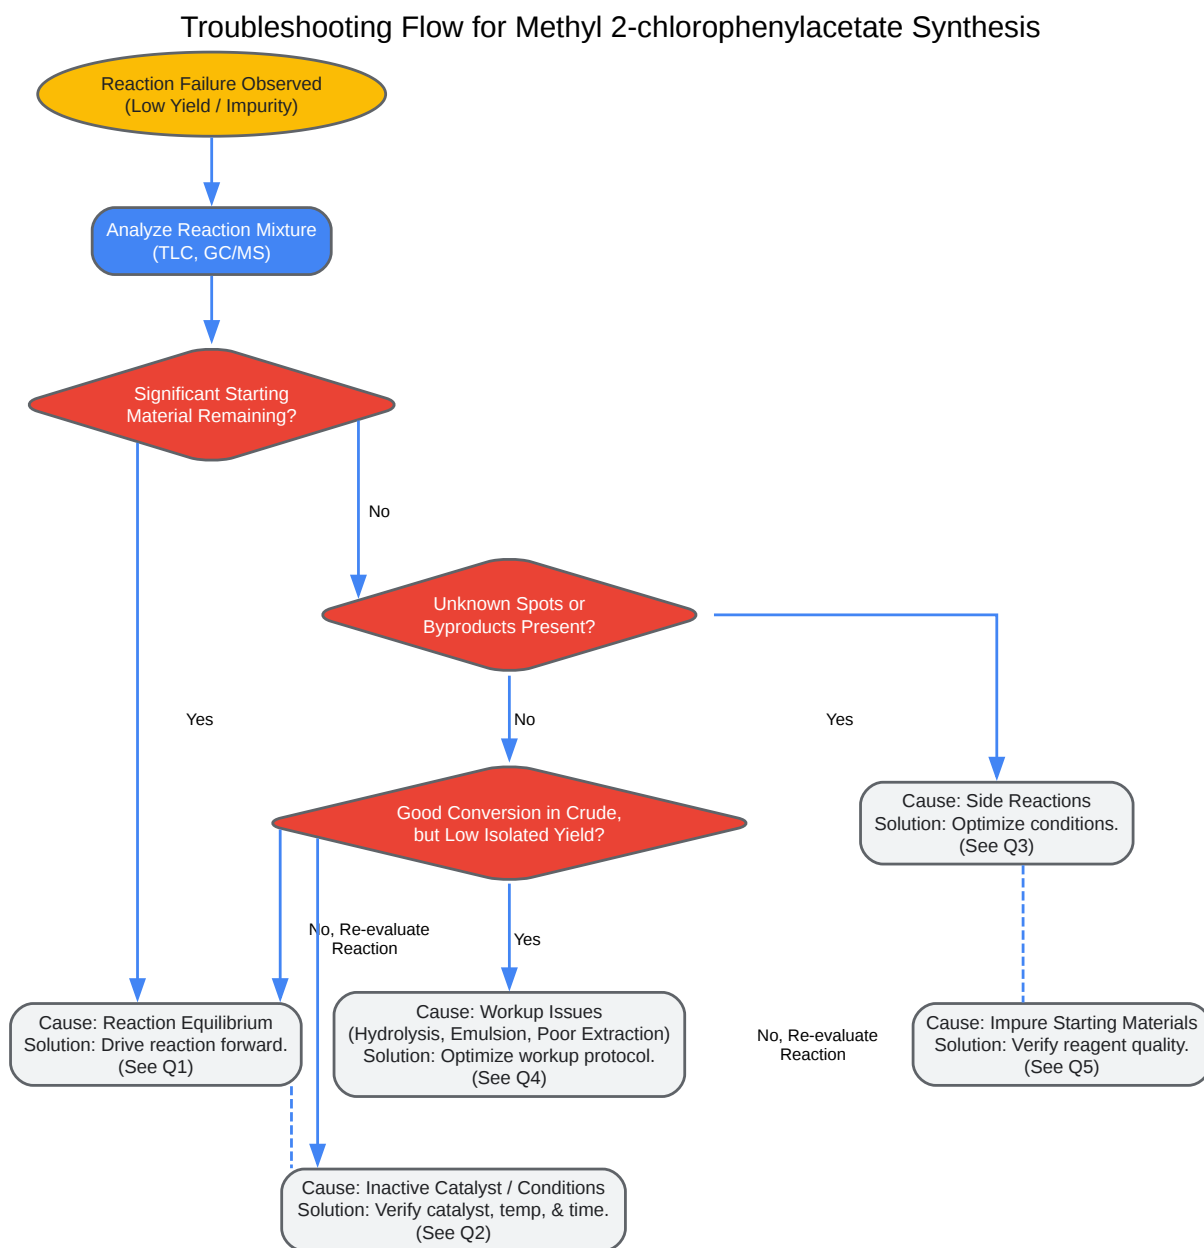 Troubleshooting Flow for Methyl 2-chlorophenylacetate Synthesis
Reaction Failure Observed
(Low Yield / Impurity)
Analyze Reaction Mixture
(TLC, GC/MS)
Significant Starting
Material Remaining?
No
Unknown Spots or
Byproducts Present?
Yes
No
Yes
Good Conversion in Crude,
but Low Isolated Yield?
Cause: Side Reactions
Solution: Optimize conditions.
(See Q3)
No, Re-evaluate
Reaction
Yes
Cause: Reaction Equilibrium
Solution: Drive reaction forward.
(See Q1)
Cause: Workup Issues
(Hydrolysis, Emulsion, Poor Extraction)
Solution: Optimize workup protocol.
(See Q4)
No, Re-evaluate
Reaction
Cause: Impure Starting Materials
Solution: Verify reagent quality.
(See Q5)
Cause: Inactive Catalyst / Conditions
Solution: Verify catalyst, temp, & time.
(See Q2)